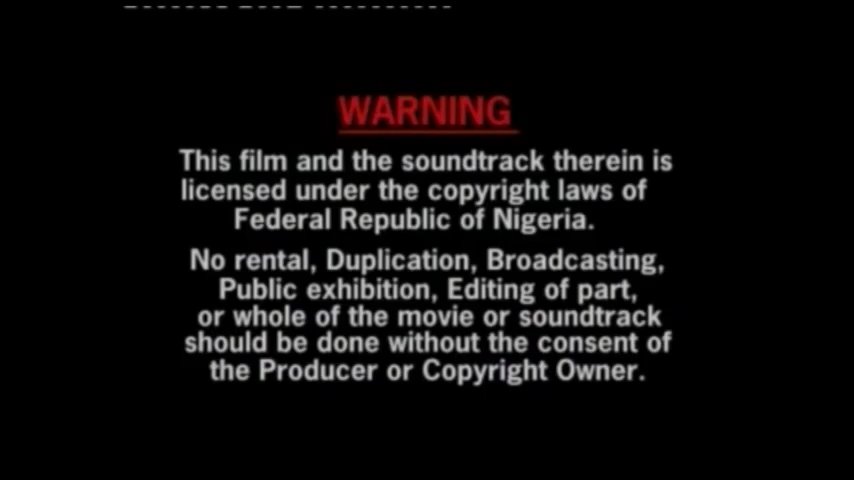 WARNING
This film and the soundtrack therein is
licensed under the copyright laws of
Federal Republic of Nigeria.
No rental, Duplication, Broadcasting,
Public exhibition, Editing of part,
or whole of the movie or soundtrack
should be done without the consent of
the Producer or Copyright Owner.